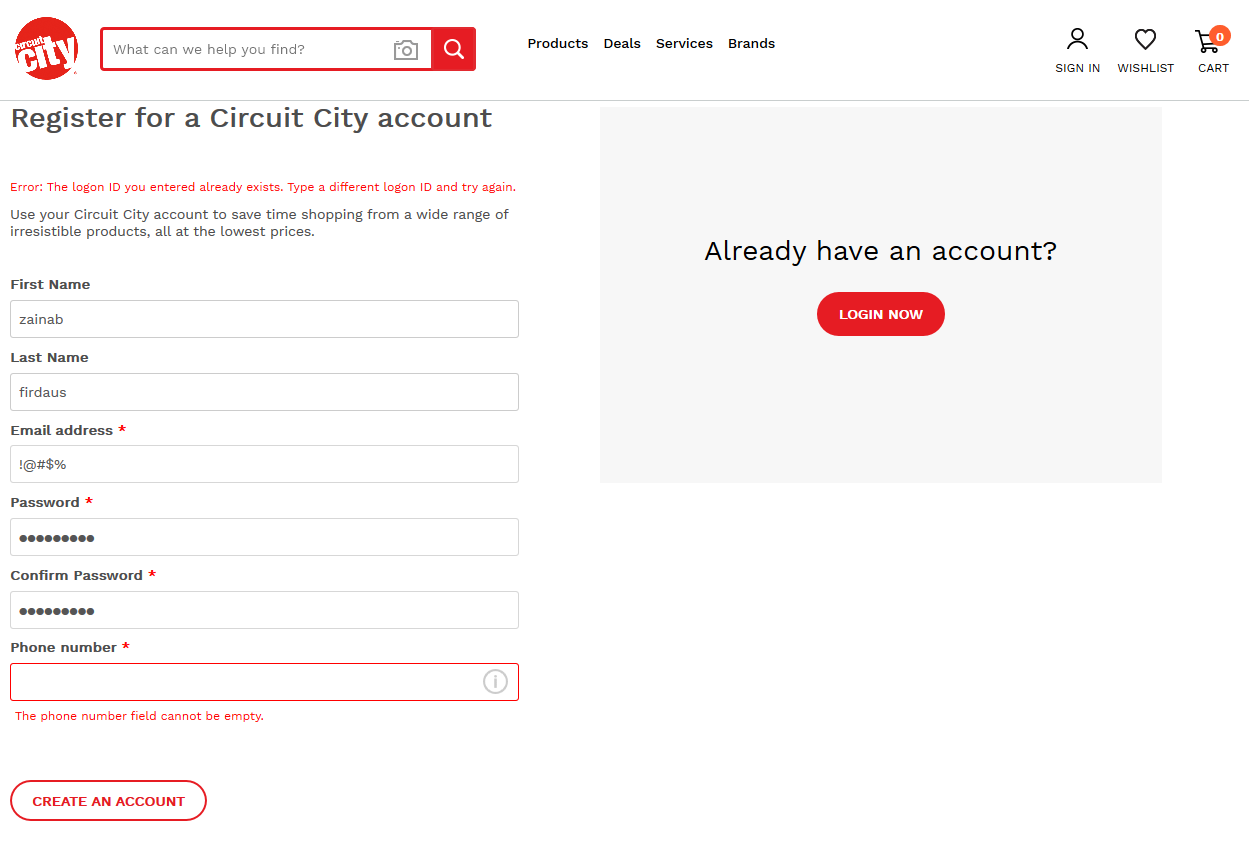 circuit
city
What can we help you find?
Products Deals Services Brands
SIGN IN
WISHLIST
0
CART
Register for a Circuit City account
Error: The logon ID you entered already exists. Type a different logon ID and try again.
Use your Circuit City account to save time shopping from a wide range of
irresistible products, all at the lowest prices.
First Name
zainab
Last Name
firdaus
Email address *
!@#$%
Password *
●●●●●●●●●
Confirm Password *
●●●●●●●●●
Phone number *
The phone number field cannot be empty.
CREATE AN ACCOUNT
Already have an account?
LOGIN NOW